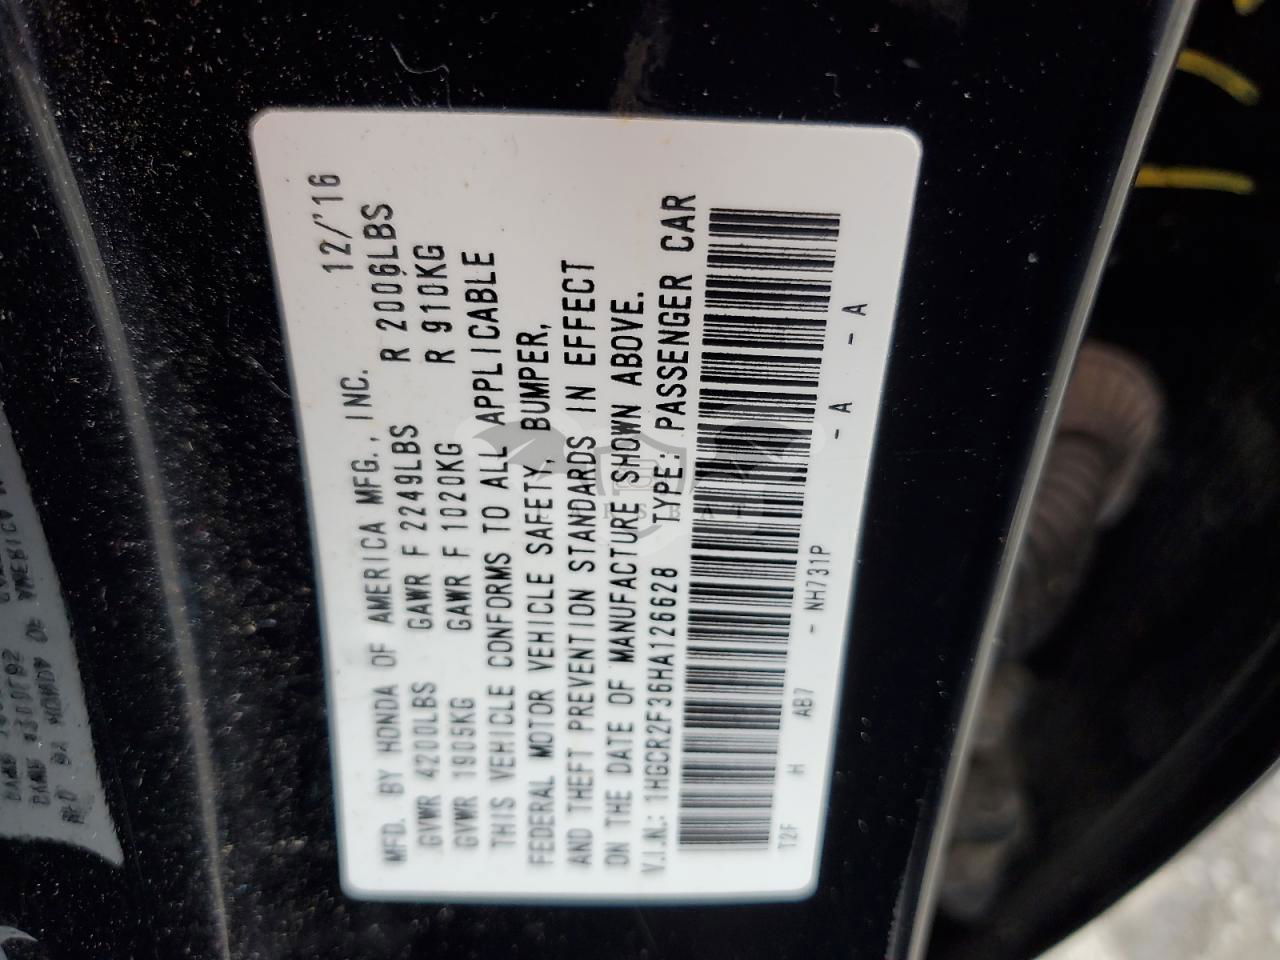 MFD. BY HONDA OF AMERICA MFG., INC. 12/'16
GVWR 4200LBS GAWR F 2249LBS R 2006LBS
GVWR 1905KG GAWR F 1020KG R 910KG
THIS VEHICLE CONFORMS TO ALL APPLICABLE
FEDERAL MOTOR VEHICLE SAFETY, BUMPER,
AND THEFT PREVENTION STANDARDS IN EFFECT
ON THE DATE OF MANUFACTURE SHOWN ABOVE.
V.I.N.: 1HGCR2F36HA126628 TYPE: PASSENGER CAR
T2F H AB7 - NH731P - A - A